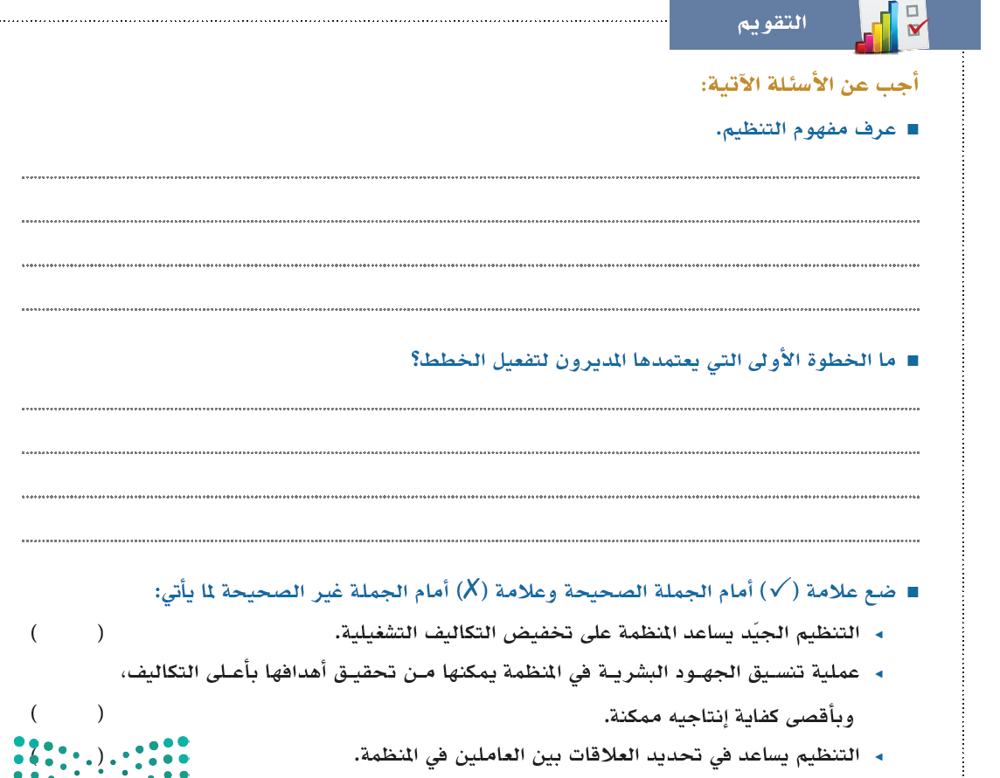 التقويم
أجب عن الأسئلة الآتية:
■ عرف مفهوم التنظيم.
■ ما الخطوة الأولى التي يعتمدها المديرون لتفعيل الخطط؟
■ ضع علامة (✓) أمام الجملة الصحيحة وعلامة (✗) أمام الجملة غير الصحيحة لما يأتي:
◂ التنظيم الجيّد يساعد المنظمة على تخفيض التكاليف التشغيلية. ( )
◂ عملية تنسيق الجهود البشرية في المنظمة يمكنها من تحقيق أهدافها بأعلى التكاليف،
وبأقصى كفاية إنتاجيه ممكنة. ( )
◂ التنظيم يساعد في تحديد العلاقات بين العاملين في المنظمة. ( )